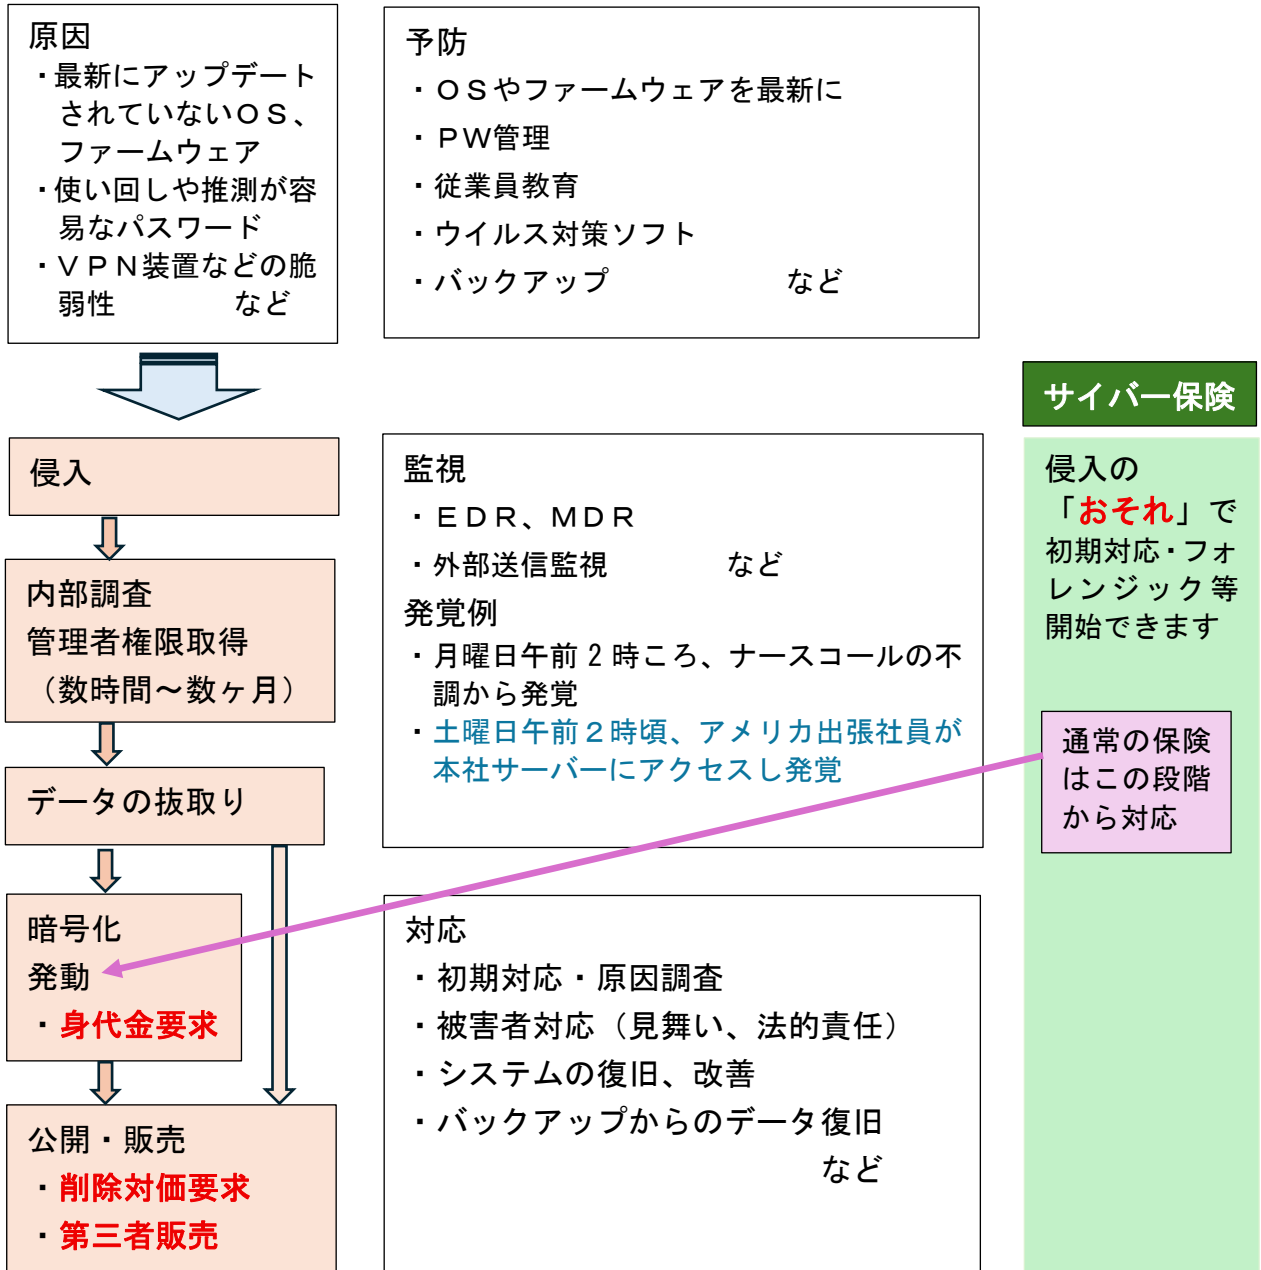 原因
・最新にアップデート
されていないＯＳ、
ファームウェア
・使い回しや推測が容
易なパスワード
・ＶＰＮ装置などの脆
弱性　　　　など
予防
・ＯＳやファームウェアを最新に
・ＰＷ管理
・従業員教育
・ウイルス対策ソフト
・バックアップ　　　　　　など
サイバー保険
侵入
内部調査
管理者権限取得
（数時間～数ヶ月）
データの抜取り
暗号化
発動
・身代金要求
公開・販売
・削除対価要求
・第三者販売
監視
・ＥＤＲ、ＭＤＲ
・外部送信監視　　　　など
発覚例
・月曜日午前２時ころ、ナースコールの不
調から発覚
・土曜日午前２時頃、アメリカ出張社員が
本社サーバーにアクセスし発覚
対応
・初期対応・原因調査
・被害者対応（見舞い、法的責任）
・システムの復旧、改善
・バックアップからのデータ復旧
など
侵入の
「おそれ」で
初期対応・フォ
レンジック等
開始できます
通常の保険
はこの段階
から対応